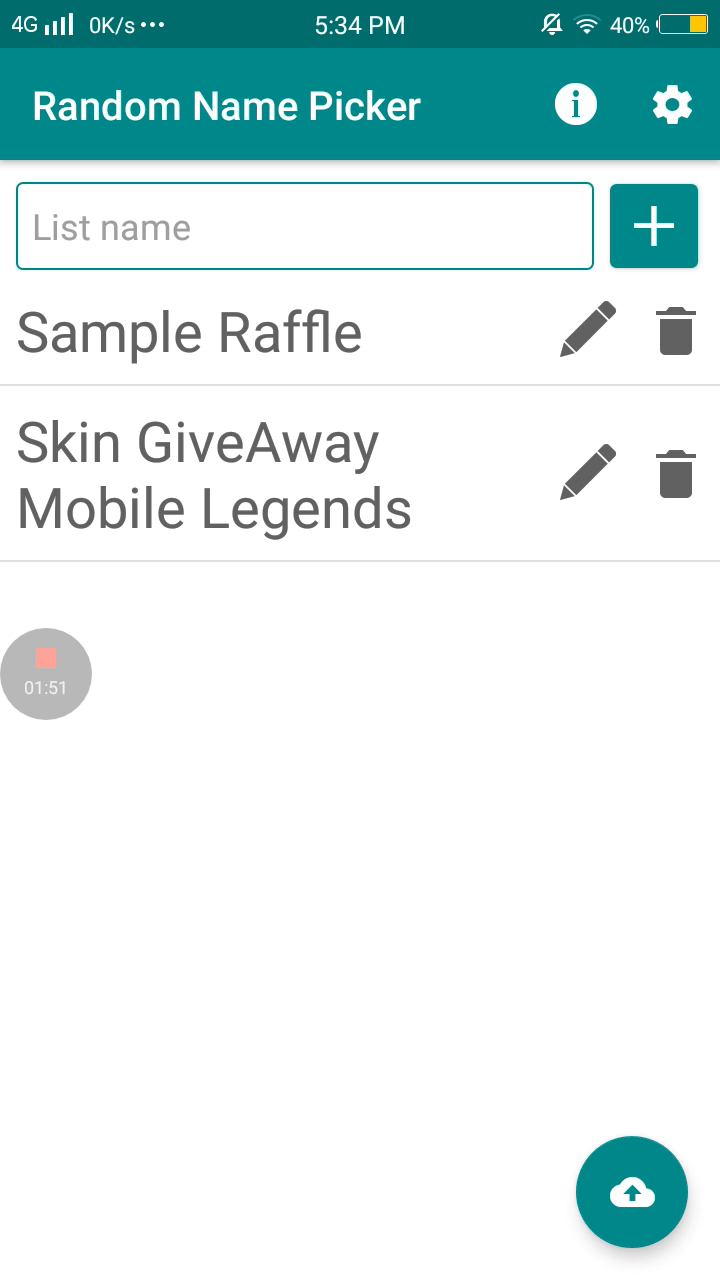 4G 0K/s ... 5:34 PM 40%
Random Name Picker
List name
Sample Raffle
Skin GiveAway
Mobile Legends
01:51